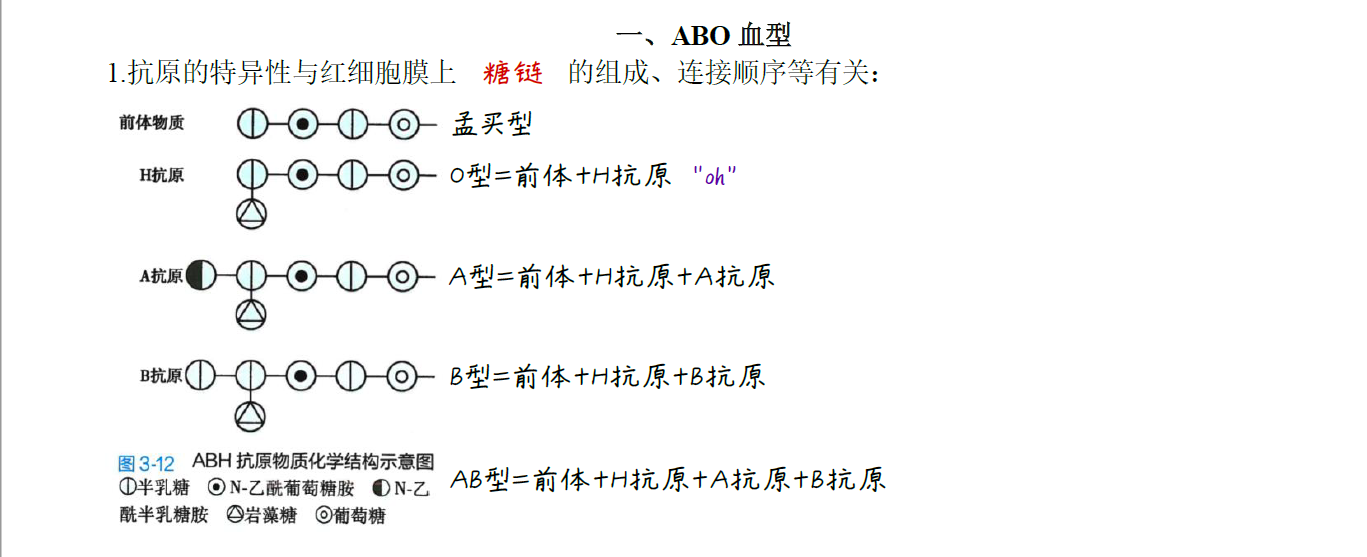 一、ABO 血型
1.抗原的特异性与红细胞膜上 糖链 的组成、连接顺序等有关：
前体物质 孟买型
H抗原 O型=前体+H抗原 "oh"
A抗原 A型=前体+H抗原+A抗原
B抗原 B型=前体+H抗原+B抗原
图 3-12 ABH 抗原物质化学结构示意图
半乳糖 N-乙酰葡萄糖胺 N-乙
酰半乳糖胺 岩藻糖 葡萄糖
AB型=前体+H抗原+A抗原+B抗原